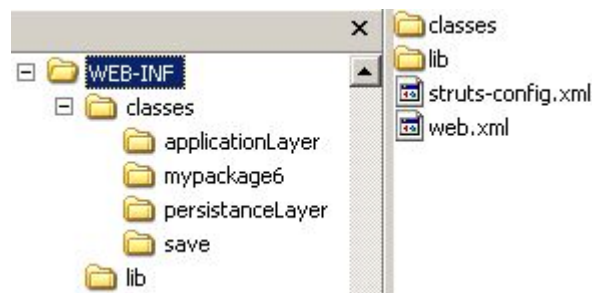 WEB-INF
classes
applicationLayer
mypackage6
persistanceLayer
save
lib
classes
lib
struts-config.xml
web.xml